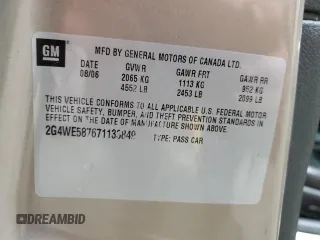 GM
MFD BY GENERAL MOTORS OF CANADA LTD.
DATE GVWR GAWR FRT GAWR RR
08/06 2065 KG 1113 KG 952 KG
4552 LB 2453 LB 2099 LB
THIS VEHICLE CONFORMS TO ALL APPLICABLE U.S. FEDERAL MOTOR
VEHICLE SAFETY, BUMPER, AND THEFT PREVENTION STANDARDS IN
EFFECT ON THE DATE OF MANUFACTURE SHOWN ABOVE.
TYPE: PASS CAR
DREAMBID